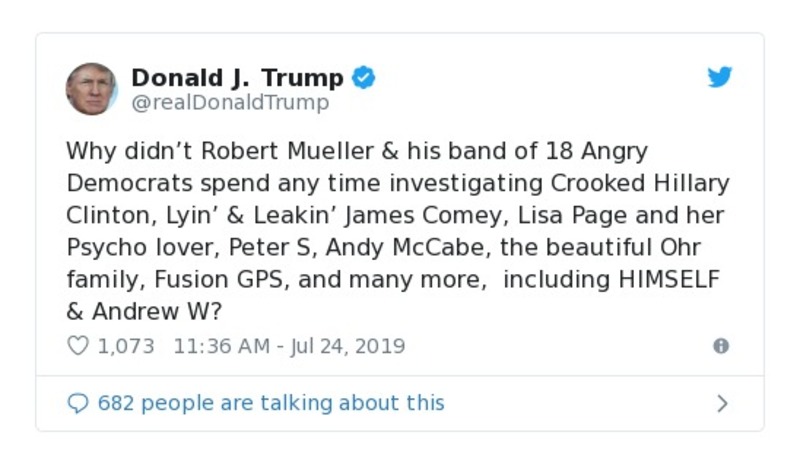 Donald J. Trump
@realDonaldTrump
Why didn’t Robert Mueller & his band of 18 Angry
Democrats spend any time investigating Crooked Hillary
Clinton, Lyin’ & Leakin’ James Comey, Lisa Page and her
Psycho lover, Peter S, Andy McCabe, the beautiful Ohr
family, Fusion GPS, and many more,  including HIMSELF
& Andrew W?
1,073 11:36 AM - Jul 24, 2019
682 people are talking about this